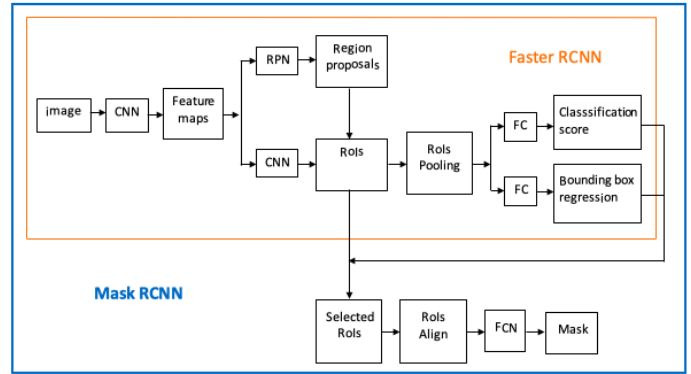 Faster RCNN
image
CNN
Feature
maps
RPN
Region
proposals
CNN
RoIs
RoIs
Pooling
FC
Classsification
score
FC
Bounding box
regression
Mask RCNN
Selected
RoIs
RoIs
Align
FCN
Mask